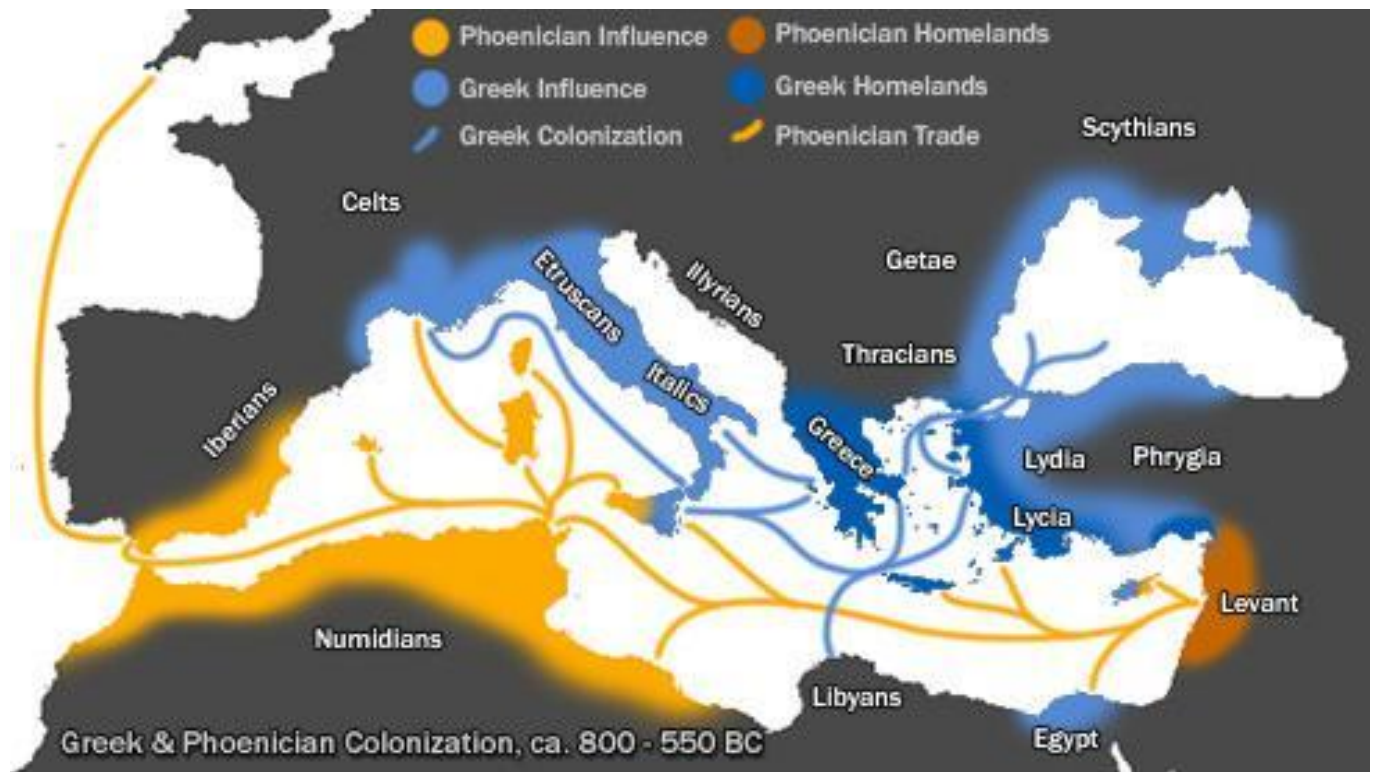 Phoenician Influence
Phoenician Homelands
Greek Influence
Greek Homelands
Greek Colonization
Phoenician Trade
Scythians
Celts
Getae
Etruscans
Illyrians
Thracians
Italics
Iberians
Greece
Lydia
Phrygia
Lycia
Levant
Numidians
Libyans
Egypt
Greek & Phoenician Colonization, ca. 800 - 550 BC